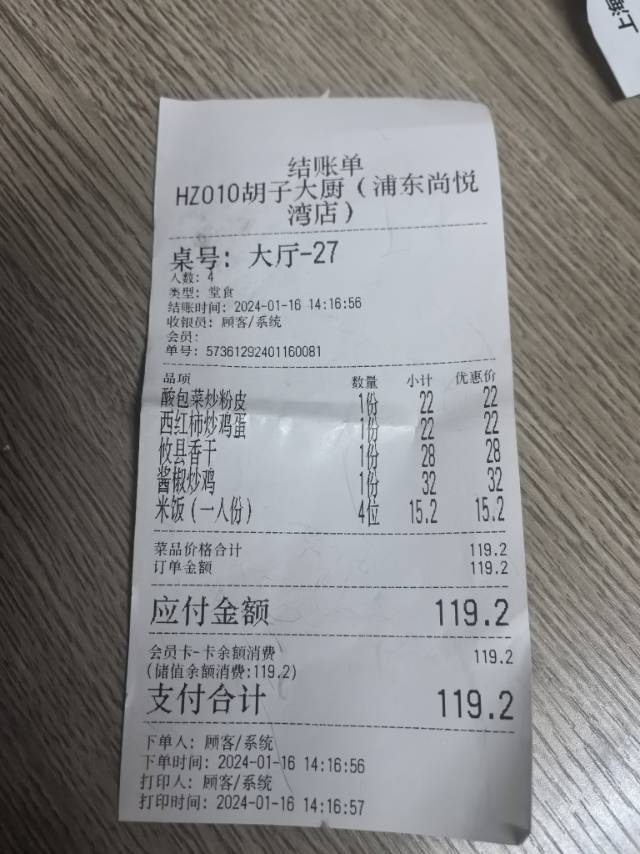 结账单
HZ010胡子大厨（浦东尚悦
湾店）
桌号: 大厅-27
人数: 4
类型: 堂食
结账时间: 2024-01-16 14:16:56
收银员: 顾客/系统
会员:
单号: 57361292401160081
品项 数量 小计 优惠价
酸包菜炒粉皮 1份 22 22
西红柿炒鸡蛋 1份 22 22
攸县香干 1份 28 28
酱椒炒鸡 1份 32 32
米饭(一人份) 4位 15.2 15.2
菜品价格合计 119.2
订单金额 119.2
应付金额 119.2
会员卡-卡余额消费 119.2
(储值余额消费:119.2)
支付合计 119.2
下单人: 顾客/系统
下单时间: 2024-01-16 14:16:56
打印人: 顾客/系统
打印时间: 2024-01-16 14:16:57